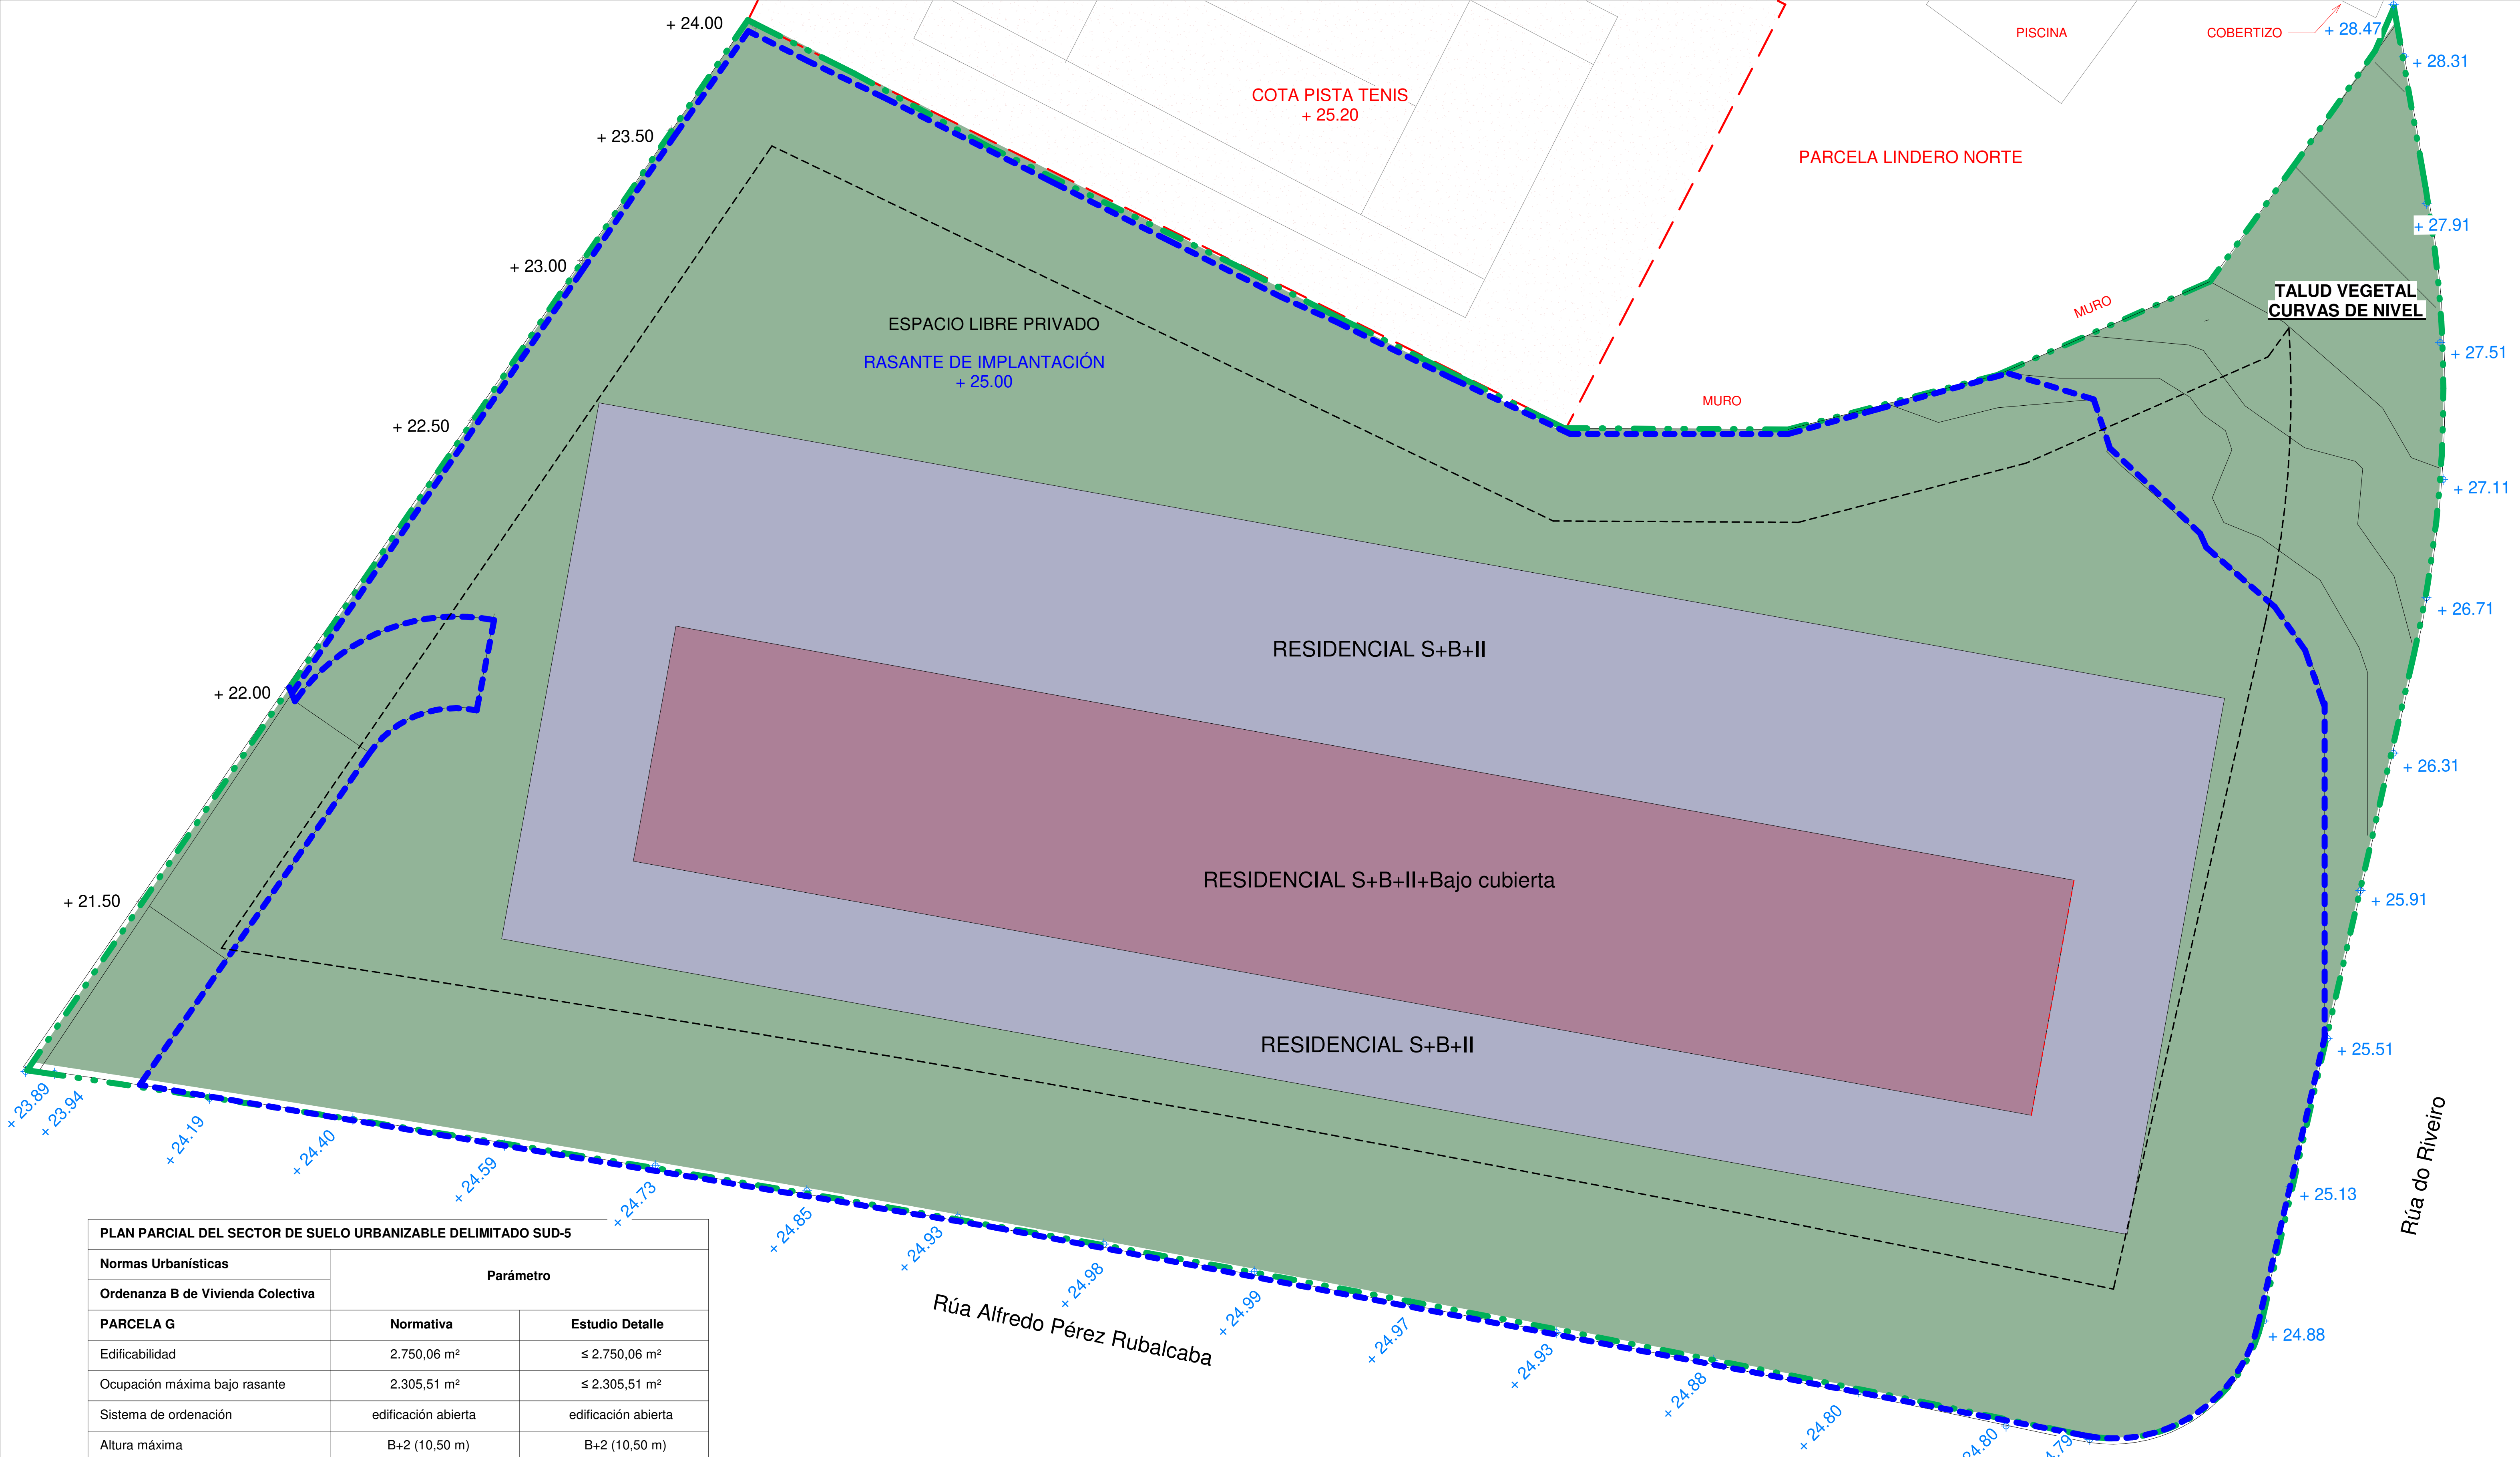 + 24.00
+ 23.50
+ 23.00
+ 22.50
+ 22.00
+ 21.50
COTA PISTA TENIS
+ 25.20
PISCINA
COBERTIZO
PARCELA LINDERO NORTE
MURO
MURO
TALUD VEGETAL
CURVAS DE NIVEL
ESPACIO LIBRE PRIVADO
RASANTE DE IMPLANTACIÓN
+ 25.00
RESIDENCIAL S+B+II
RESIDENCIAL S+B+II+Bajo cubierta
RESIDENCIAL S+B+II
+ 28.47
+ 28.31
+ 27.91
+ 27.51
+ 27.11
+ 26.71
+ 26.31
+ 25.91
+ 25.51
+ 25.13
+ 24.88
Rúa do Riveiro
+ 23.89
+ 23.94
+ 24.19
+ 24.40
+ 24.59
+ 24.73
+ 24.85
+ 24.93
+ 24.98
+ 24.99
+ 24.97
+ 24.93
+ 24.88
+ 24.80
24.80
4.79
Rúa Alfredo Pérez Rubalcaba
PLAN PARCIAL DEL SECTOR DE SUELO URBANIZABLE DELIMITADO SUD-5
Normas Urbanísticas
Parámetro
Ordenanza B de Vivienda Colectiva
PARCELA G Normativa Estudio Detalle
Edificabilidad 2.750,06 m² ≤ 2.750,06 m²
Ocupación máxima bajo rasante 2.305,51 m² ≤ 2.305,51 m²
Sistema de ordenación edificación abierta edificación abierta
Altura máxima B+2 (10,50 m) B+2 (10,50 m)